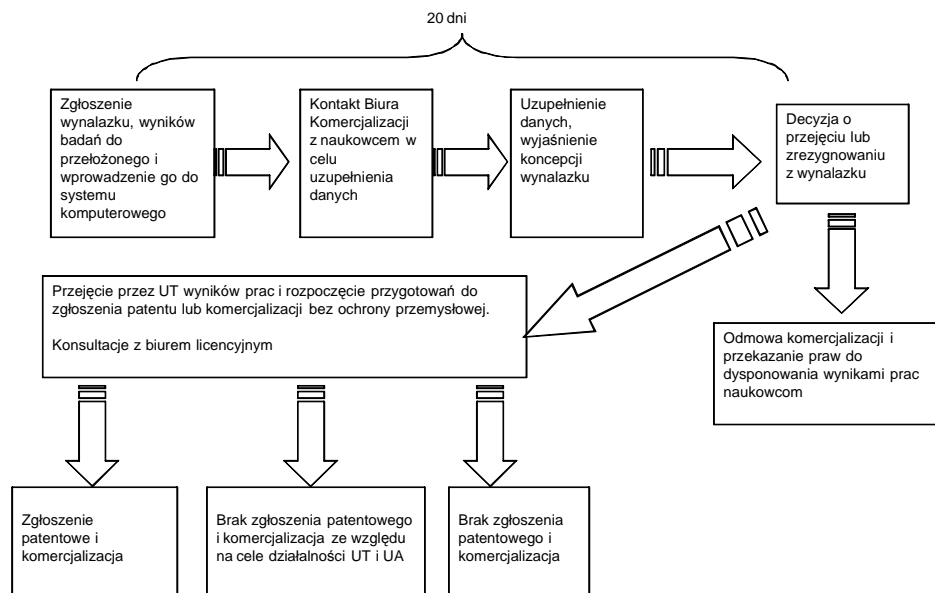 20 dni
Zgłoszenie
wynalazku, wyników
badań do
przełożonego i
wprowadzenie go do
systemu
komputerowego
Kontakt Biura
Komercjalizacji
z naukowcem w
celu
uzupełnienia
danych
Uzupełnienie
danych,
wyjaśnienie
koncepcji
wynalazku
Decyzja o
przejęciu lub
zrezygnowaniu
z wynalazku
Przejęcie przez UT wyników prac i rozpoczęcie przygotowań do
zgłoszenia patentu lub komercjalizacji bez ochrony przemysłowej.
Konsultacje z biurem licencyjnym
Odmowa komercjalizacji i
przekazanie praw do
dysponowania wynikami prac
naukowcom
Zgłoszenie
patentowe i
komercjalizacja
Brak zgłoszenia patentowego
i komercjalizacja ze względu
na cele działalności UT i UA
Brak zgłoszenia
patentowego i
komercjalizacja